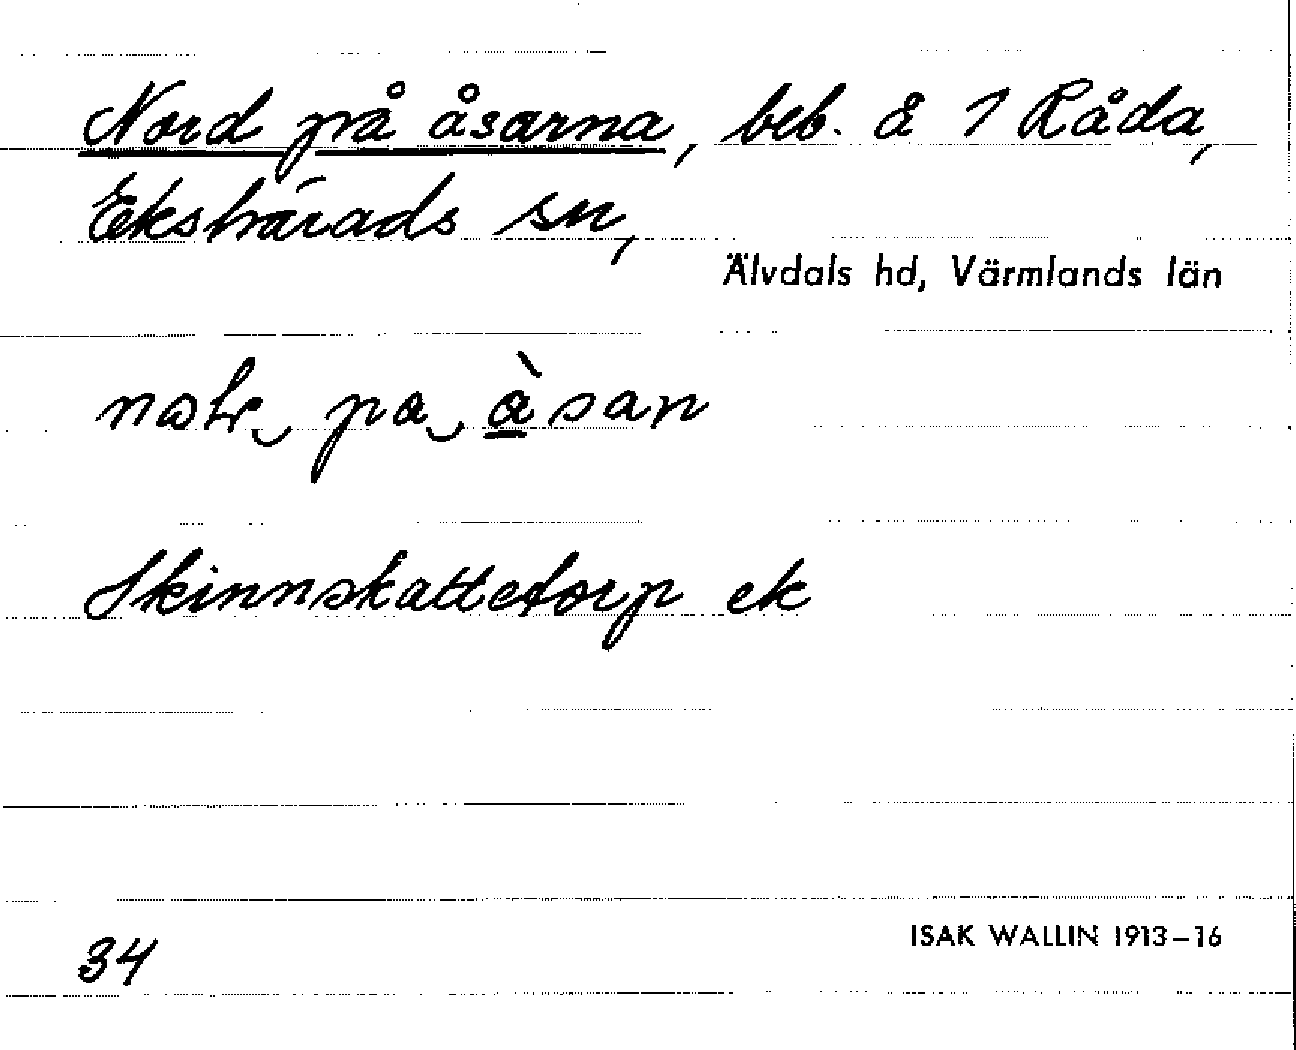 Nord på åsarna, beb. å 1 Råda,
Ekshärads sn,
Älvdals hd, Värmlands län
pa åsan
Skinnskattetorp ek
34
ISAK WALLIN 1913-16